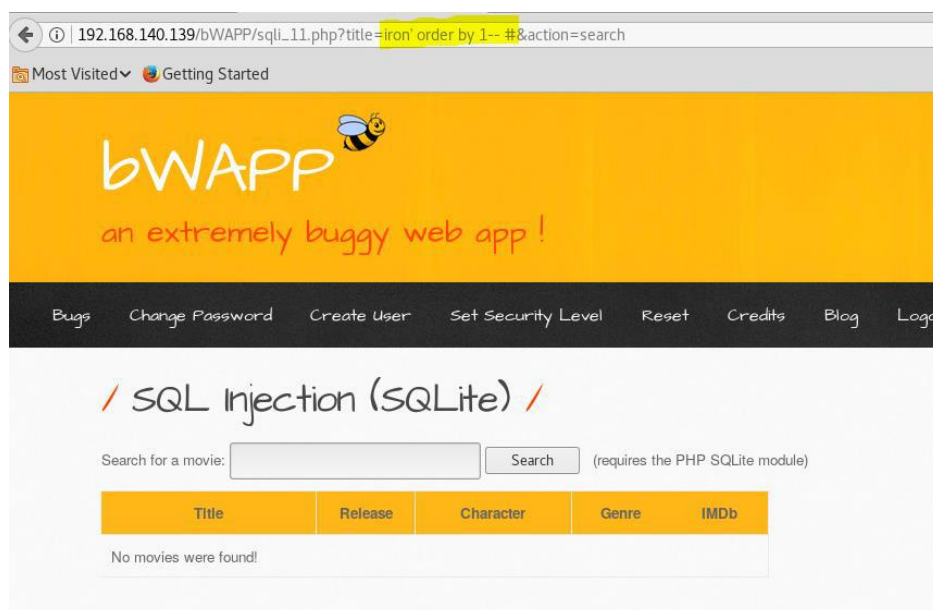 192.168.140.139/bWAPP/sqli_11.php?title=iron' order by 1-- #&action=search
Most Visited Getting Started
bWAPP
an extremely buggy web app !
Bugs Change Password Create User Set Security Level Reset Credits Blog Logo
/ SQL Injection (SQLite) /
Search for a movie: Search (requires the PHP SQLite module)
Title Release Character Genre IMDb
No movies were found!